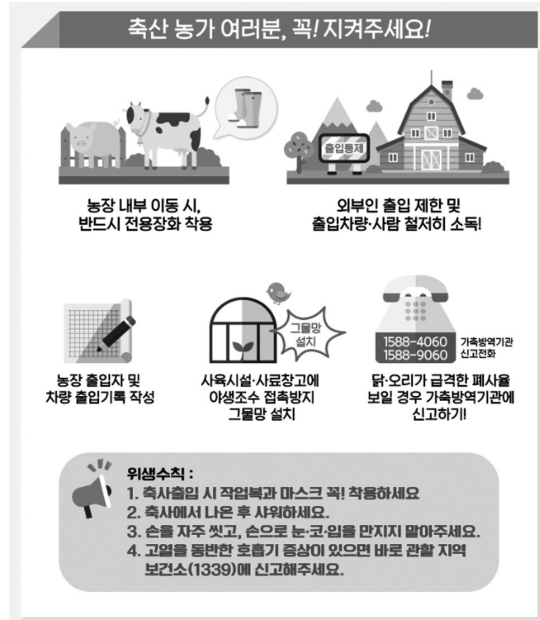 축산 농가 여러분, 꼭! 지켜주세요!
출입통제
농장 내부 이동 시,
반드시 전용장화 착용
외부인 출입 제한 및
출입차량·사람 철저히 소독!
그물망
설치
1588-4060
1588-9060
가축방역기관
신고전화
농장 출입자 및
차량 출입기록 작성
사육시설·사료창고에
야생조수 접촉방지
그물망 설치
닭·오리가 급격한 폐사율
보일 경우 가축방역기관에
신고하기!
위생수칙 :
1. 축사출입 시 작업복과 마스크 꼭! 착용하세요
2. 축사에서 나온 후 샤워하세요.
3. 손을 자주 씻고, 손으로 눈·코·입을 만지지 말아주세요.
4. 고열을 동반한 호흡기 증상이 있으면 바로 관할 지역
보건소(1339)에 신고해주세요.